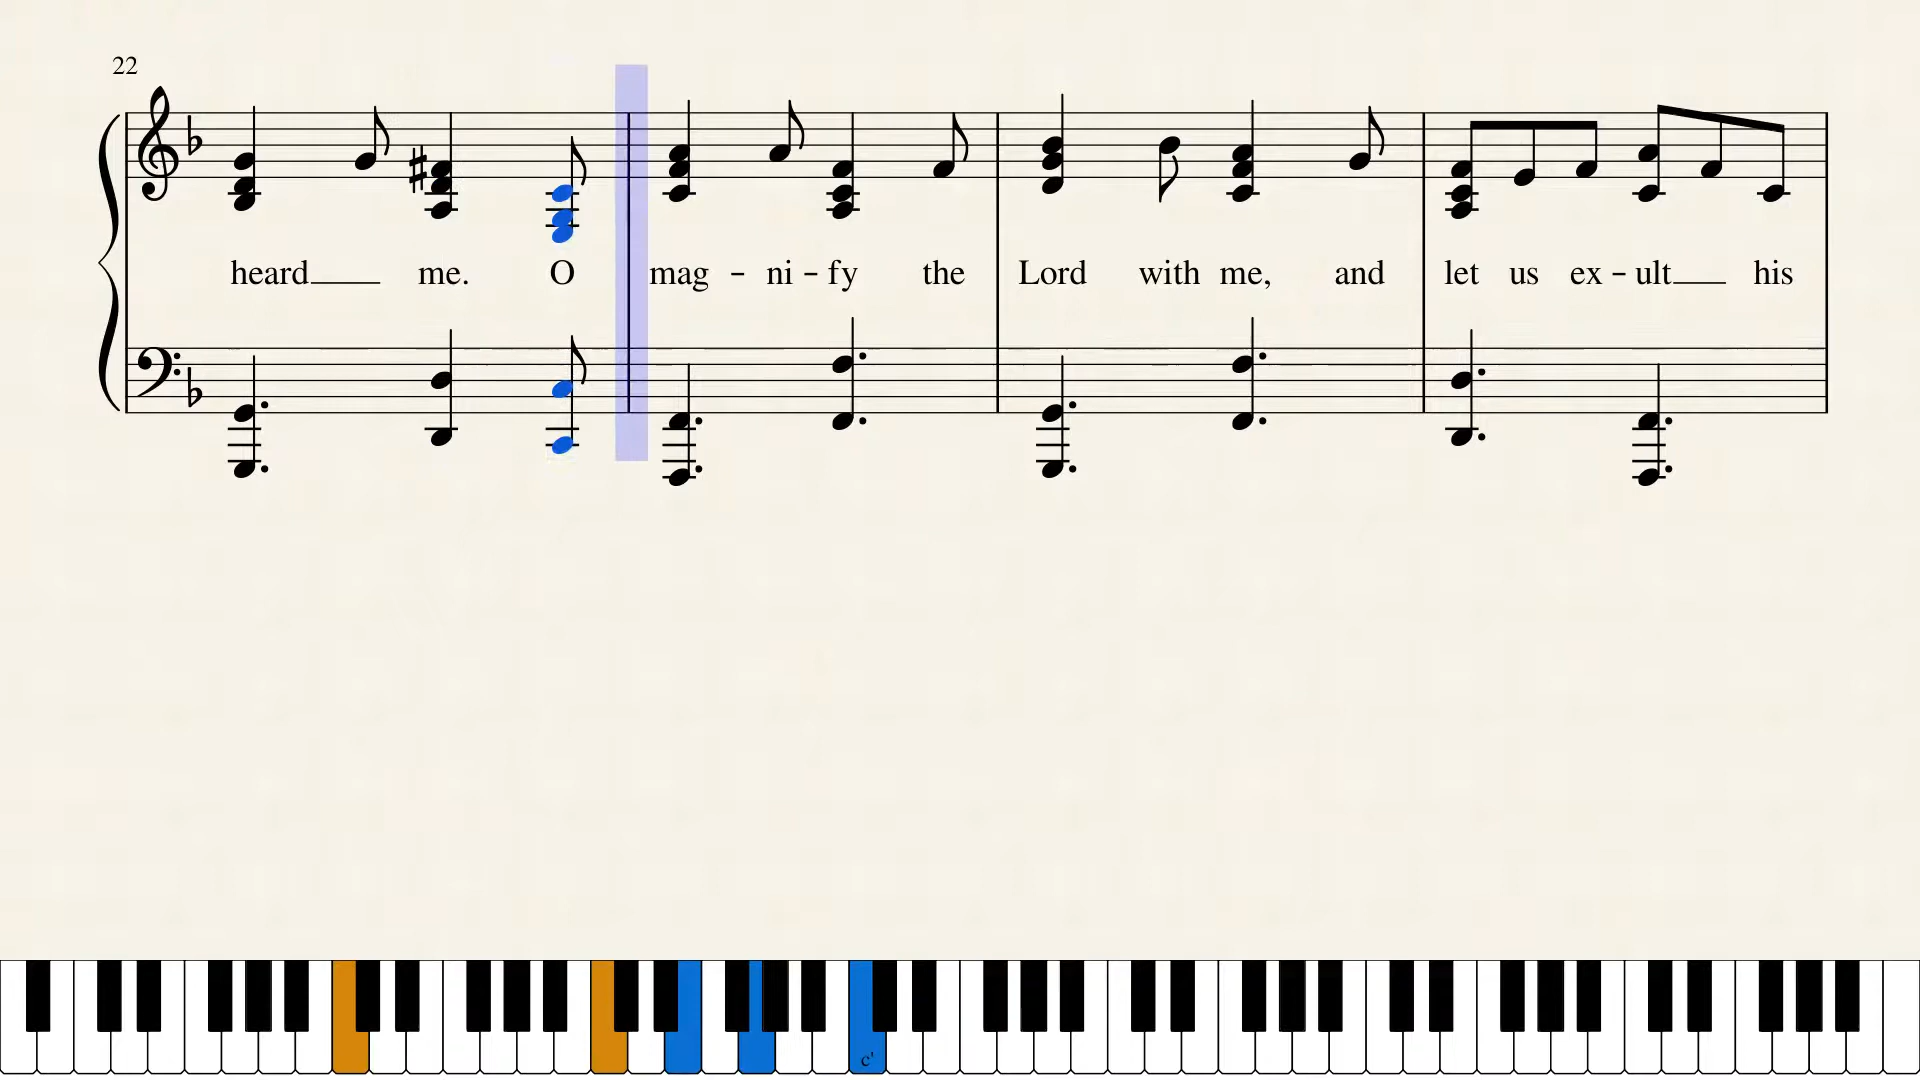 22
heard me. O mag - ni - fy the Lord with me, and let us ex - ult his
c'